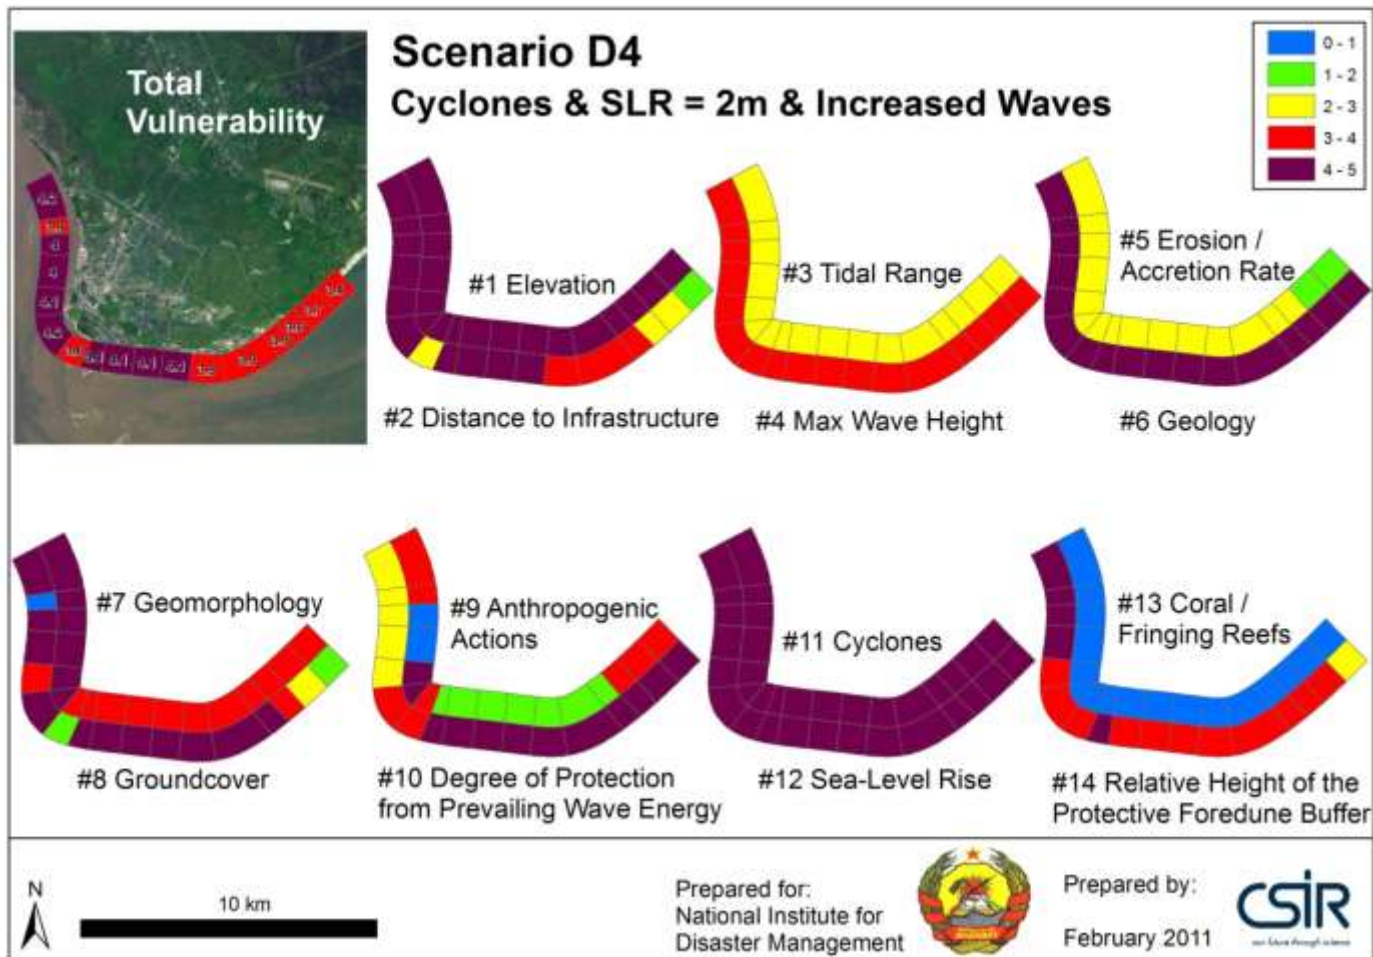 Total
Vulnerability
Scenario D4
Cyclones & SLR = 2m & Increased Waves
0 - 1
1 - 2
2 - 3
3 - 4
4 - 5
#1 Elevation
#2 Distance to Infrastructure
#3 Tidal Range
#4 Max Wave Height
#5 Erosion /
Accretion Rate
#6 Geology
#7 Geomorphology
#8 Groundcover
#9 Anthropogenic
Actions
#10 Degree of Protection
from Prevailing Wave Energy
#11 Cyclones
#12 Sea-Level Rise
#13 Coral /
Fringing Reefs
#14 Relative Height of the
Protective Foredune Buffer
N
10 km
Prepared for:
National Institute for
Disaster Management
Prepared by:
February 2011
CSIR
our future through science